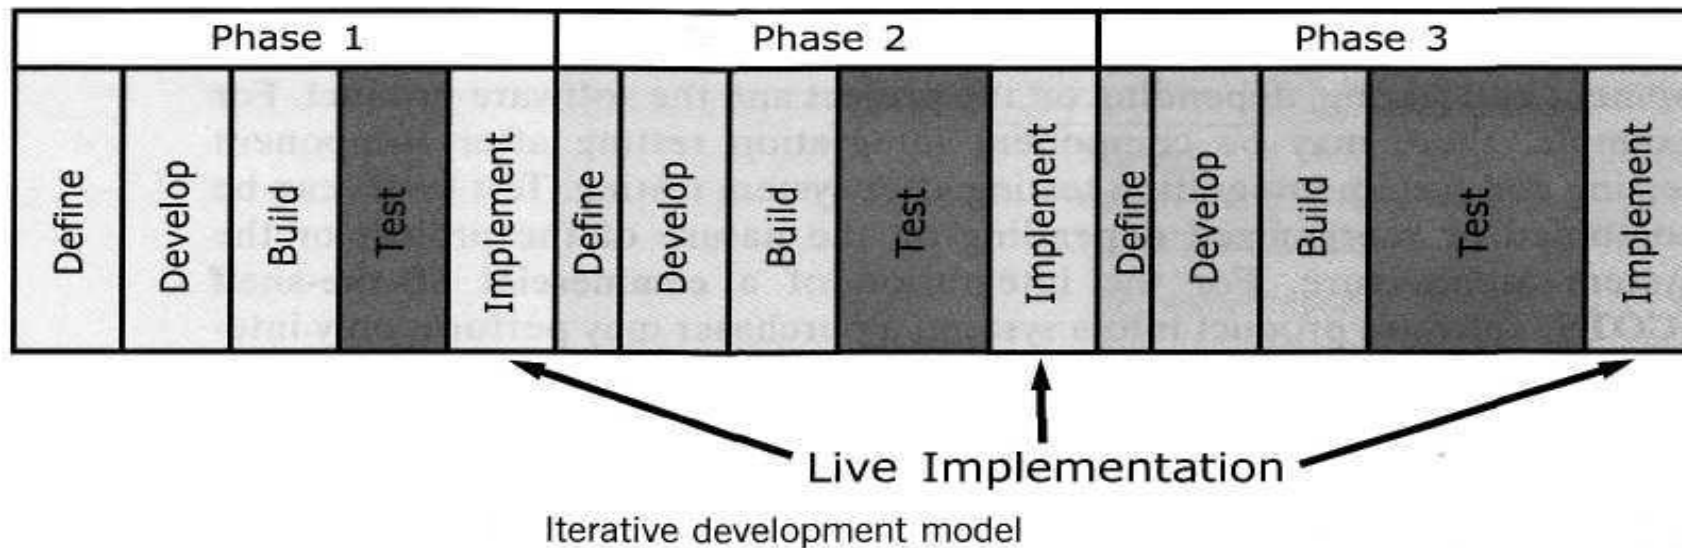 Phase 1
Phase 2
Phase 3
Define
Develop
Build
Test
Implement
Define
Develop
Build
Test
Implement
Define
Develop
Build
Test
Implement
Live Implementation
Iterative development model